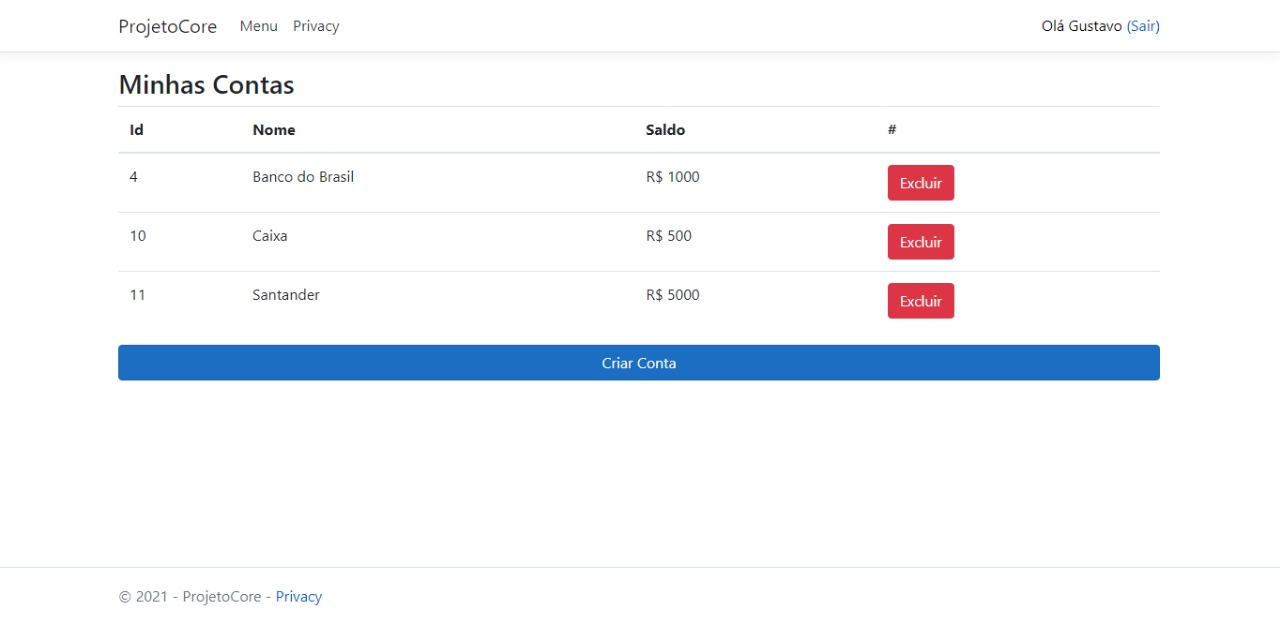 ProjetoCore Menu Privacy Olá Gustavo (Sair)
Minhas Contas
Id Nome Saldo #
4 Banco do Brasil R$ 1000 Excluir
10 Caixa R$ 500 Excluir
11 Santander R$ 5000 Excluir
Criar Conta
© 2021 - ProjetoCore - Privacy